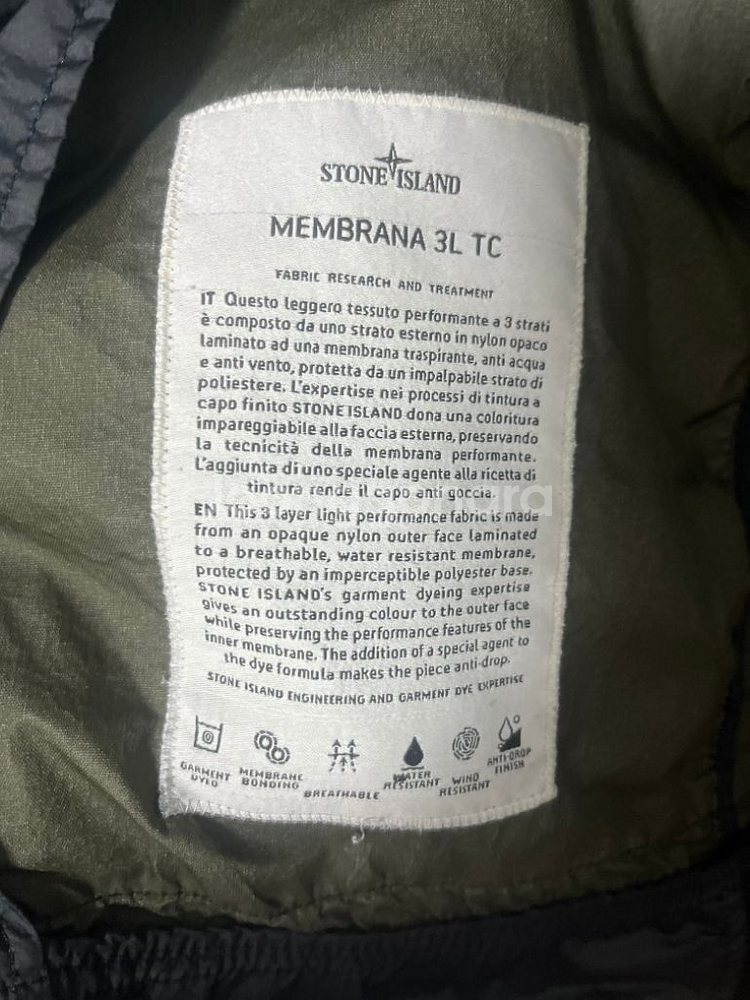 STONE ISLAND
MEMBRANA 3L TC
FABRIC RESEARCH AND TREATMENT
IT Questo leggero tessuto performante a 3 strati
è composto da uno strato esterno in nylon opaco
laminato ad una membrana traspirante, anti acqua
e anti vento, protetta da un impalpabile strato di
poliestere. L'expertise nei processi di tintura a
capo finito STONE ISLAND dona una coloritura
impareggiabile alla faccia esterna, preservando
la tecnicità della membrana performante.
L'aggiunta di uno speciale agente alla ricetta di
tintura rende il capo anti goccia.
EN This 3 layer light performance fabric is made
from an opaque nylon outer face laminated
to a breathable, water resistant membrane,
protected by an imperceptible polyester base.
STONE ISLAND's garment dyeing expertise
gives an outstanding colour to the outer face
while preserving the performance features of the
inner membrane. The addition of a special agent to
the dye formula makes the piece anti-drop.
STONE ISLAND ENGINEERING AND GARMENT DYE EXPERTISE
GARMENT
DYED
MEMBRANE
BONDING
BREATHABLE
WATER
RESISTANT
WIND
RESISTANT
ANTI-DROP
FINISH